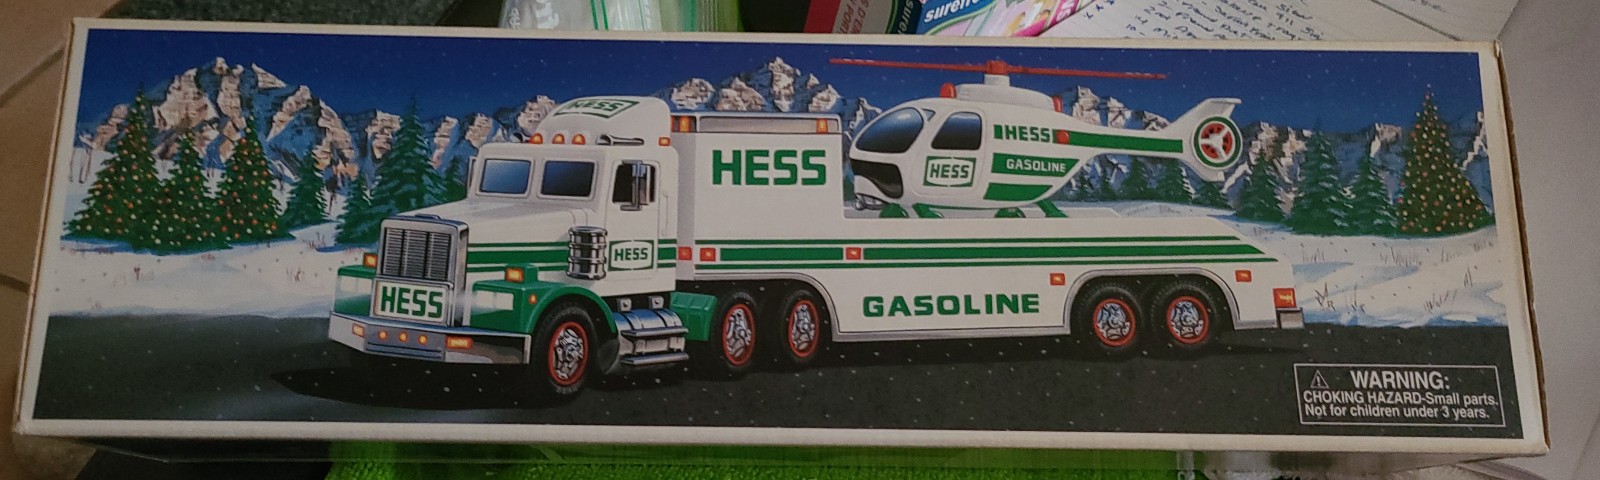 HESS
HESS
GASOLINE
HESS
HESS
HESS
HESS
GASOLINE
WARNING:
CHOKING HAZARD-Small parts.
Not for children under 3 years.